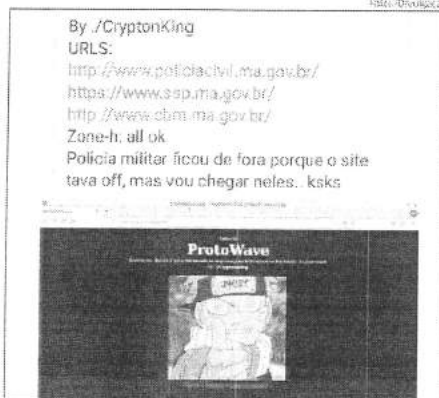 By ./CryptonKing
URLS:
http://www.policiacivil.ma.gov.br/
https://www.ssp.ma.gov.br/
http://www.cbm.ma.gov.br/
Zone-h: all ok
Policia militar ficou de fora porque o site
tava off, mas vou chegar neles.. ksks
ProtoWave